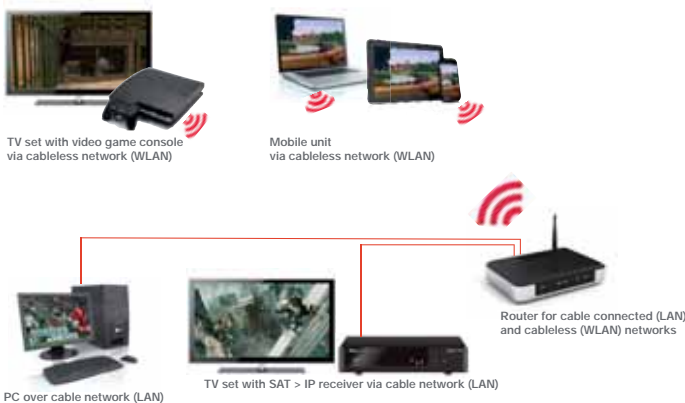 TV set with video game console
via cableless network (WLAN)
Mobile unit
via cableless network (WLAN)
Router for cable connected (LAN)
and cableless (WLAN) networks
TV set with SAT > IP receiver via cable network (LAN)
PC over cable network (LAN)